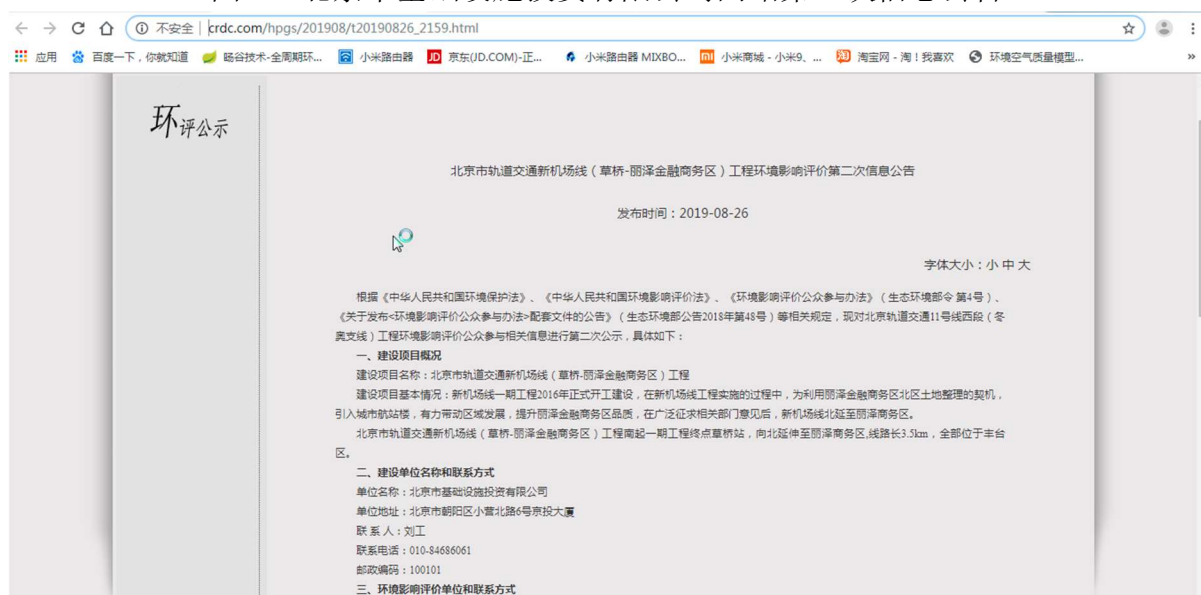 不安全 | crdc.com/hpgs/201908/t20190826_2159.html
应用 百度一下，你就知道 旸谷技术-全周期环... 小米路由器 JD 京东(JD.COM)-正... 小米路由器 MIXBO... 小米商城 - 小米9、... 淘宝网 - 淘！我喜欢 环境空气质量模型... »
环评公示
北京市轨道交通新机场线（草桥-丽泽金融商务区）工程环境影响评价第二次信息公告
发布时间：2019-08-26
字体大小：小 中 大
根据《中华人民共和国环境保护法》、《中华人民共和国环境影响评价法》、《环境影响评价公众参与办法》（生态环境部令 第4号）、
《关于发布<环境影响评价公众参与办法>配套文件的公告》（生态环境部公告2018年第48号）等相关规定，现对北京轨道交通11号线西段（冬
奥支线）工程环境影响评价公众参与相关信息进行第二次公示，具体如下：
一、建设项目概况
建设项目名称：北京市轨道交通新机场线（草桥-丽泽金融商务区）工程
建设项目基本情况：新机场线一期工程2016年正式开工建设，在新机场线工程实施的过程中，为利用丽泽金融商务区北区土地整理的契机，
引入城市航站楼，有力带动区域发展，提升丽泽金融商务区品质，在广泛征求相关部门意见后，新机场线北延至丽泽商务区。
北京市轨道交通新机场线（草桥-丽泽金融商务区）工程南起一期工程终点草桥站，向北延伸至丽泽商务区,线路长3.5km，全部位于丰台
区。
二、建设单位名称和联系方式
单位名称：北京市基础设施投资有限公司
单位地址：北京市朝阳区小营北路6号京投大厦
联 系 人：刘工
联系电话：010-84686061
邮政编码：100101
三、环境影响评价单位和联系方式